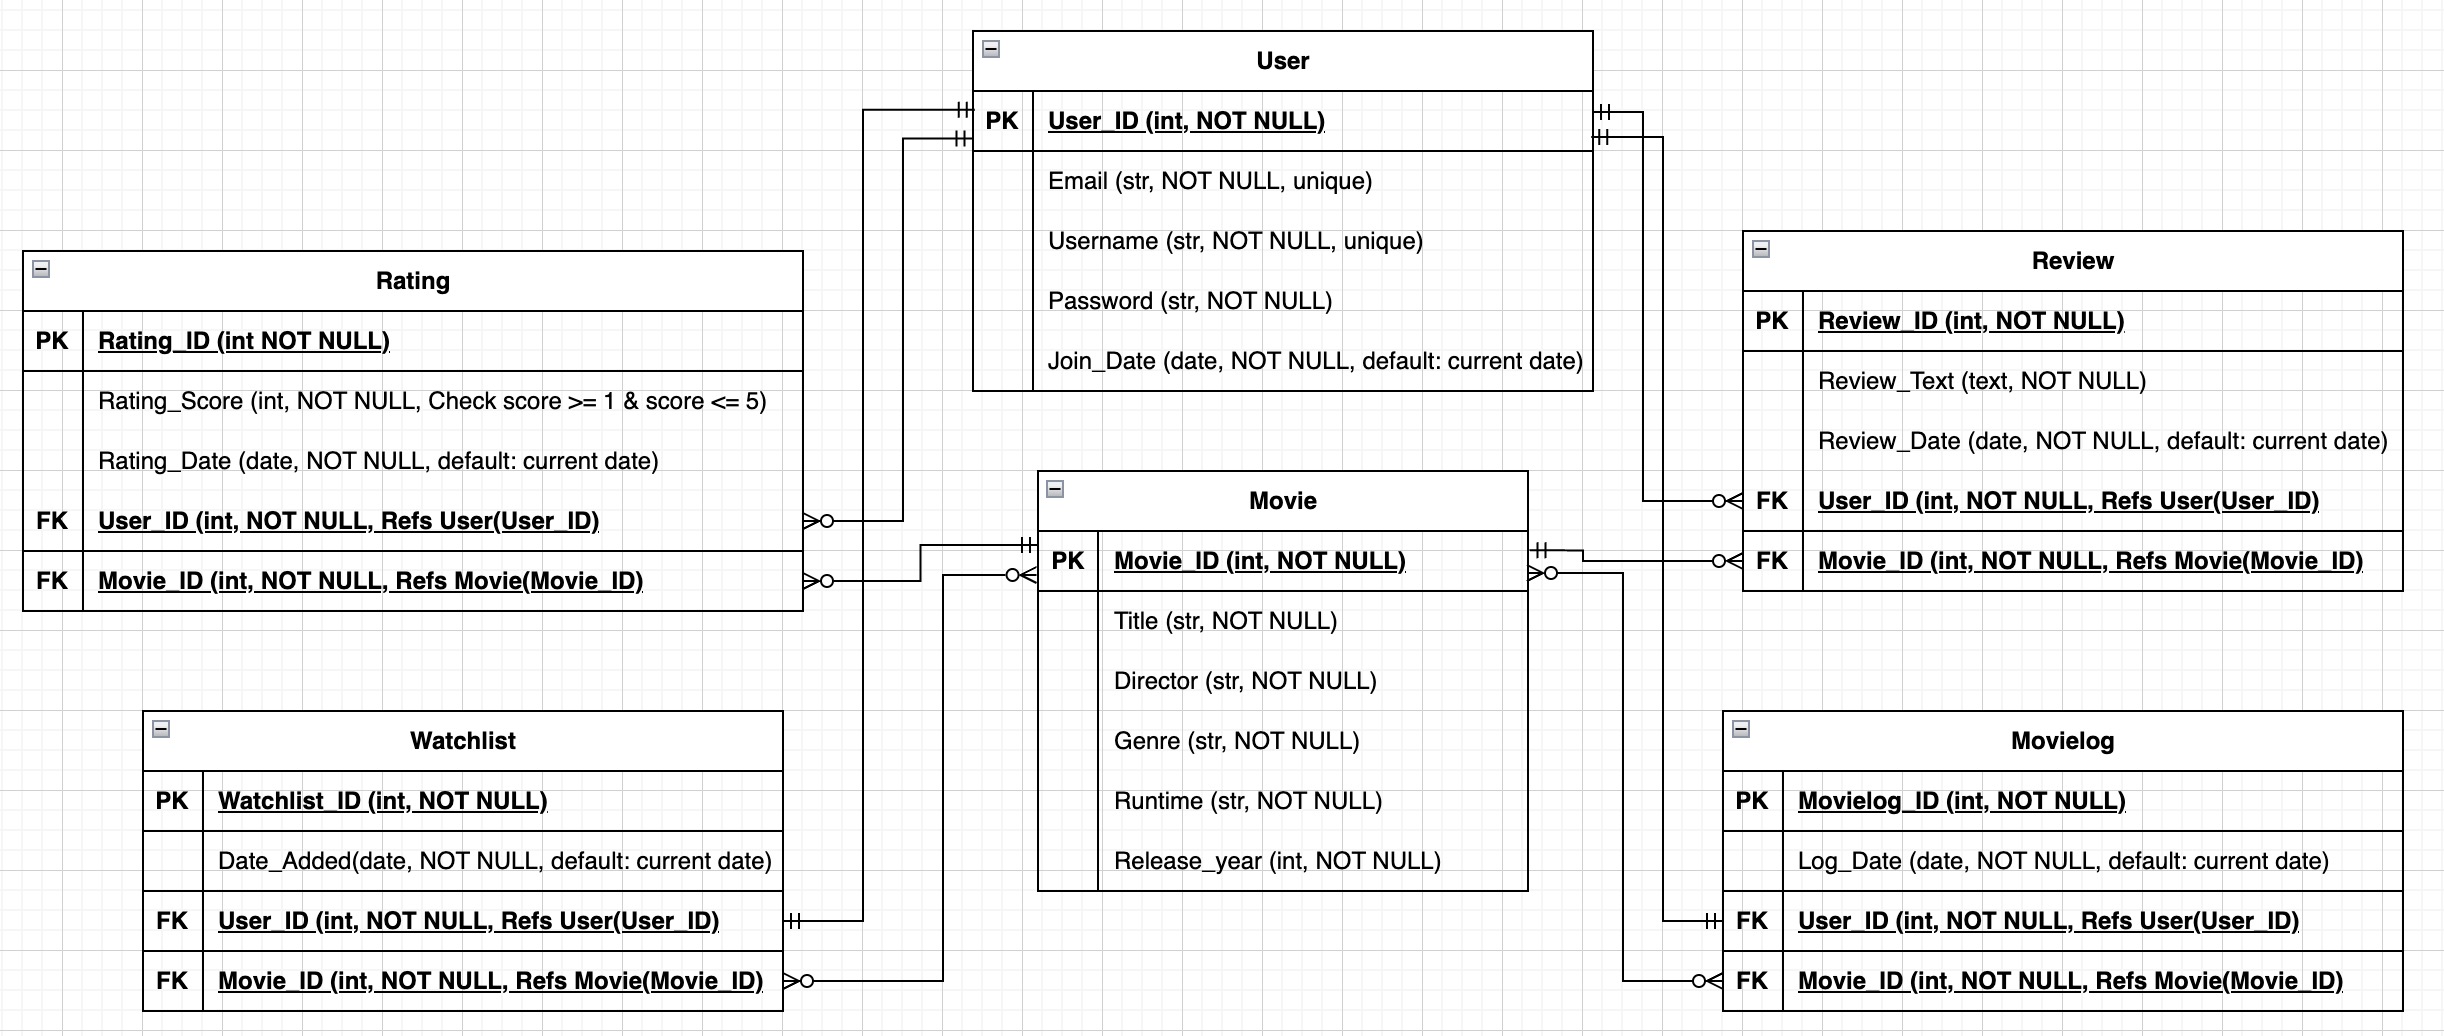 User
PK
User_ID (int, NOT NULL)
Email (str, NOT NULL, unique)
Username (str, NOT NULL, unique)
Password (str, NOT NULL)
Join_Date (date, NOT NULL, default: current date)
Rating
PK
Rating_ID (int NOT NULL)
Rating_Score (int, NOT NULL, Check score >= 1 & score <= 5)
Rating_Date (date, NOT NULL, default: current date)
FK
User_ID (int, NOT NULL, Refs User(User_ID)
FK
Movie_ID (int, NOT NULL, Refs Movie(Movie_ID)
Review
PK
Review_ID (int, NOT NULL)
Review_Text (text, NOT NULL)
Review_Date (date, NOT NULL, default: current date)
FK
User_ID (int, NOT NULL, Refs User(User_ID)
FK
Movie_ID (int, NOT NULL, Refs Movie(Movie_ID)
Movie
PK
Movie_ID (int, NOT NULL)
Title (str, NOT NULL)
Director (str, NOT NULL)
Genre (str, NOT NULL)
Runtime (str, NOT NULL)
Release_year (int, NOT NULL)
Watchlist
PK
Watchlist_ID (int, NOT NULL)
Date_Added(date, NOT NULL, default: current date)
FK
User_ID (int, NOT NULL, Refs User(User_ID)
FK
Movie_ID (int, NOT NULL, Refs Movie(Movie_ID)
Movielog
PK
Movielog_ID (int, NOT NULL)
Log_Date (date, NOT NULL, default: current date)
FK
User_ID (int, NOT NULL, Refs User(User_ID)
FK
Movie_ID (int, NOT NULL, Refs Movie(Movie_ID)